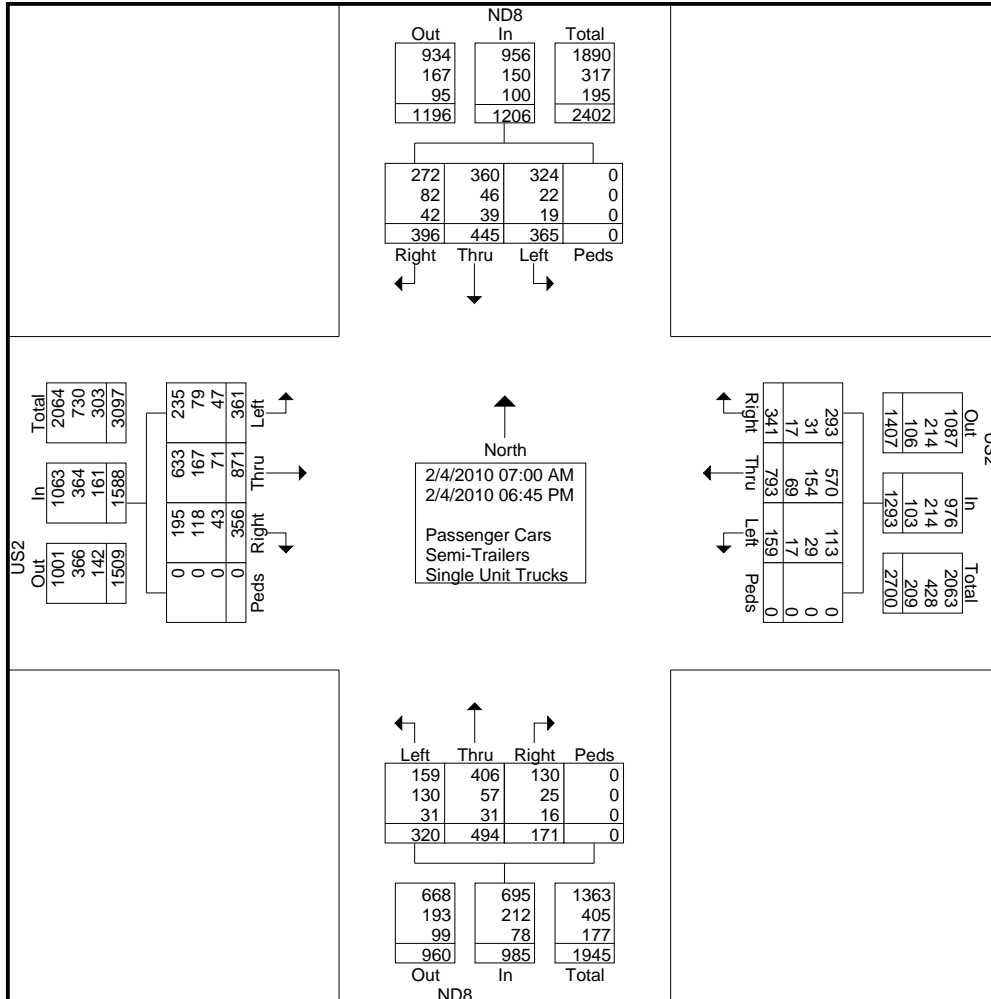 ND8
Out In Total
934 956 1890
167 150 317
95 100 195
1196 1206 2402
272 360 324 0
82 46 22 0
42 39 19 0
396 445 365 0
Right Thru Left Peds
Total In Out
2064 1063 1001
730 364 366
303 161 142
3097 1588 1509
US2
235 633 195 0
79 167 118 0
47 71 43 0
361 871 356 0
Left Thru Right Peds
North
2/4/2010 07:00 AM
2/4/2010 06:45 PM
Passenger Cars
Semi-Trailers
Single Unit Trucks
Right Thru Left Peds
341 793 159 0
17 69 17 0
31 154 29 0
293 570 113 0
US2
Out In Total
1087 976 2063
214 214 428
106 103 209
1407 1293 2700
Left Thru Right Peds
159 406 130 0
130 57 25 0
31 31 16 0
320 494 171 0
668 695 1363
193 212 405
99 78 177
960 985 1945
Out In Total
ND8